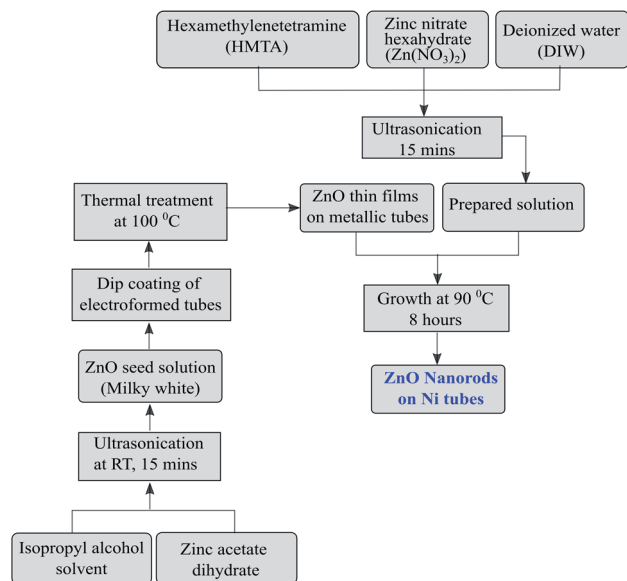 Hexamethylenetetramine
(HMTA)
Zinc nitrate
hexahydrate
(Zn(NO₃)₂)
Deionized water
(DIW)
Ultrasonication
15 mins
Thermal treatment
at 100 ⁰C
ZnO thin films
on metallic tubes
Prepared solution
Dip coating of
electroformed tubes
Growth at 90 ⁰C
8 hours
ZnO seed solution
(Milky white)
ZnO Nanorods
on Ni tubes
Ultrasonication
at RT, 15 mins
Isopropyl alcohol
solvent
Zinc acetate
dihydrate